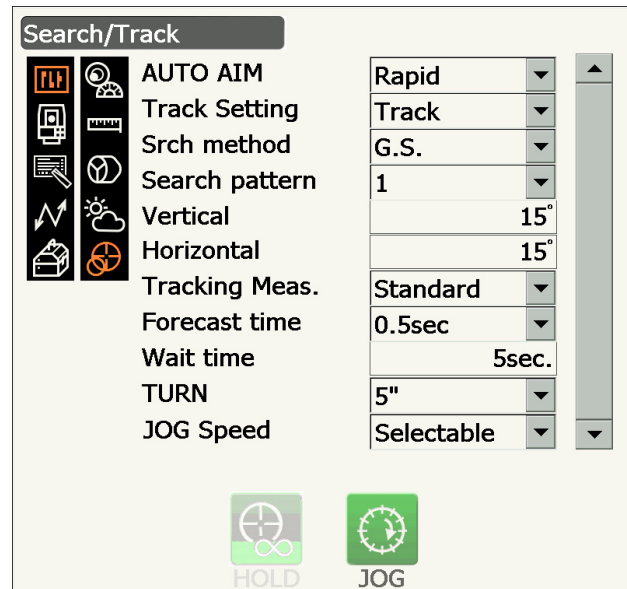 Search/Track
AUTO AIM Rapid
Track Setting Track
Srch method G.S.
Search pattern 1
Vertical 15°
Horizontal 15°
Tracking Meas. Standard
Forecast time 0.5sec
Wait time 5sec.
TURN 5"
JOG Speed Selectable
HOLD JOG